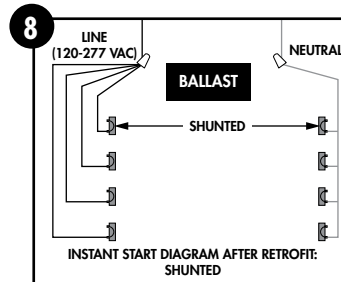 8
LINE
(120-277 VAC)
NEUTRAL
BALLAST
SHUNTED
INSTANT START DIAGRAM AFTER RETROFIT:
SHUNTED